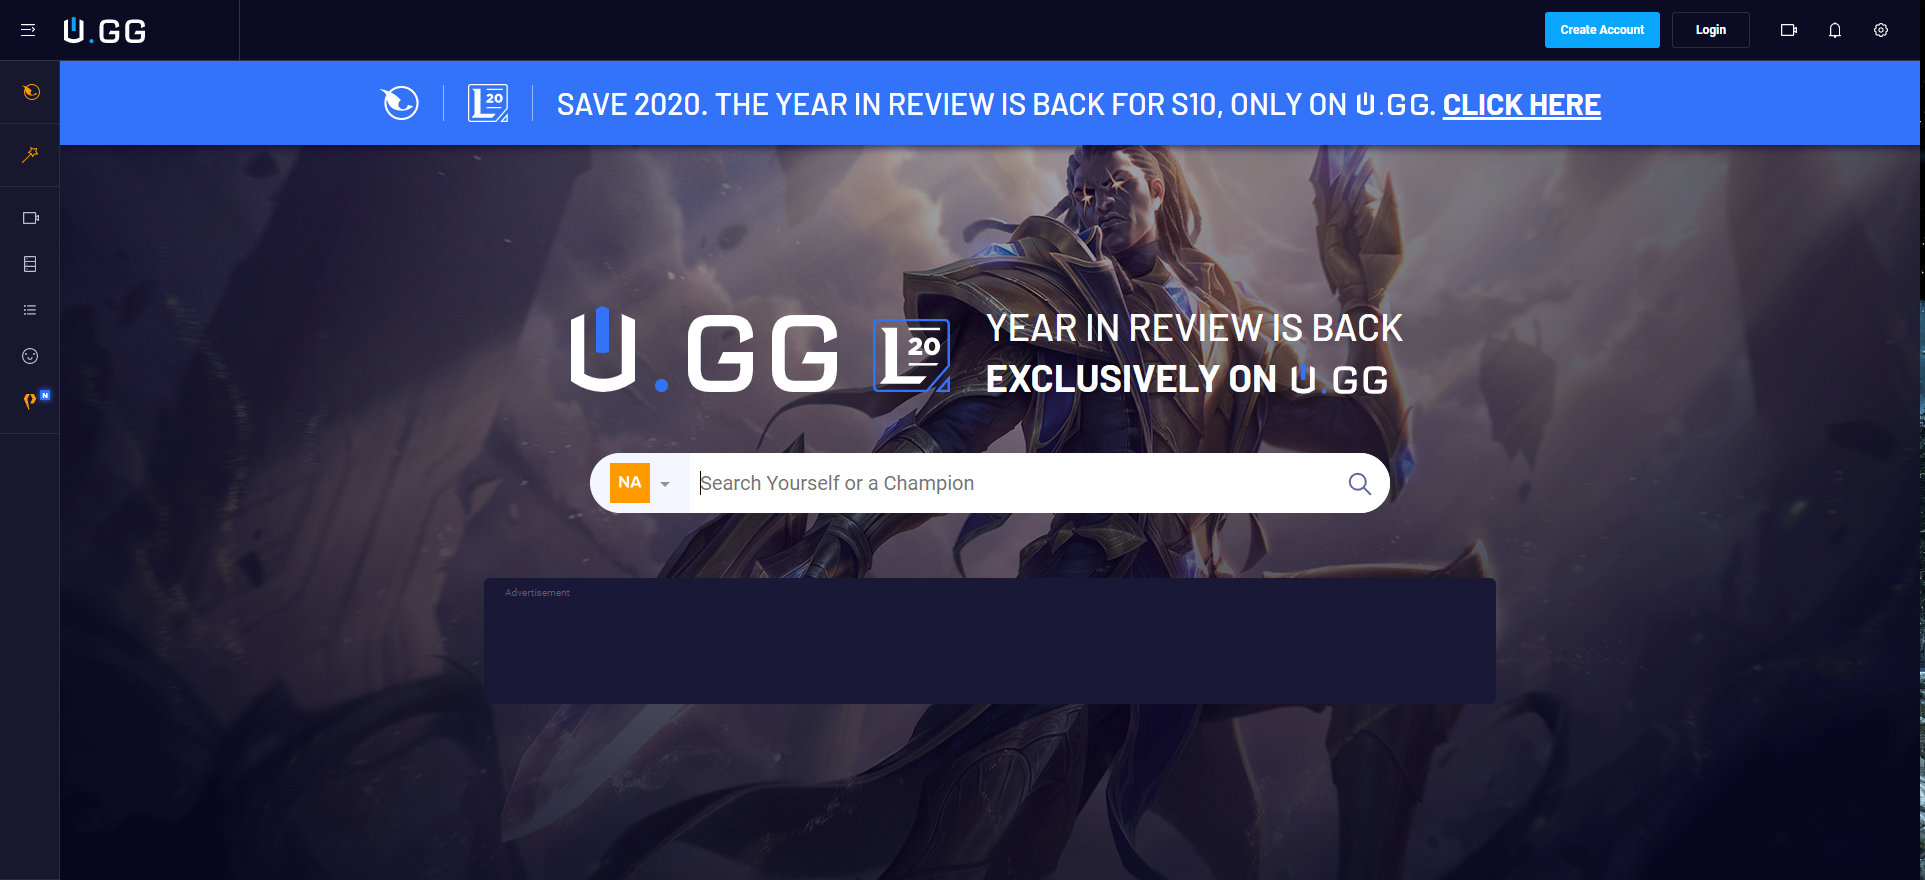 U.GG
Create Account
Login
L 20
SAVE 2020. THE YEAR IN REVIEW IS BACK FOR S10, ONLY ON U.GG. CLICK HERE
N
U.GG
L 20
YEAR IN REVIEW IS BACK
EXCLUSIVELY ON U.GG
NA
Search Yourself or a Champion
Advertisement